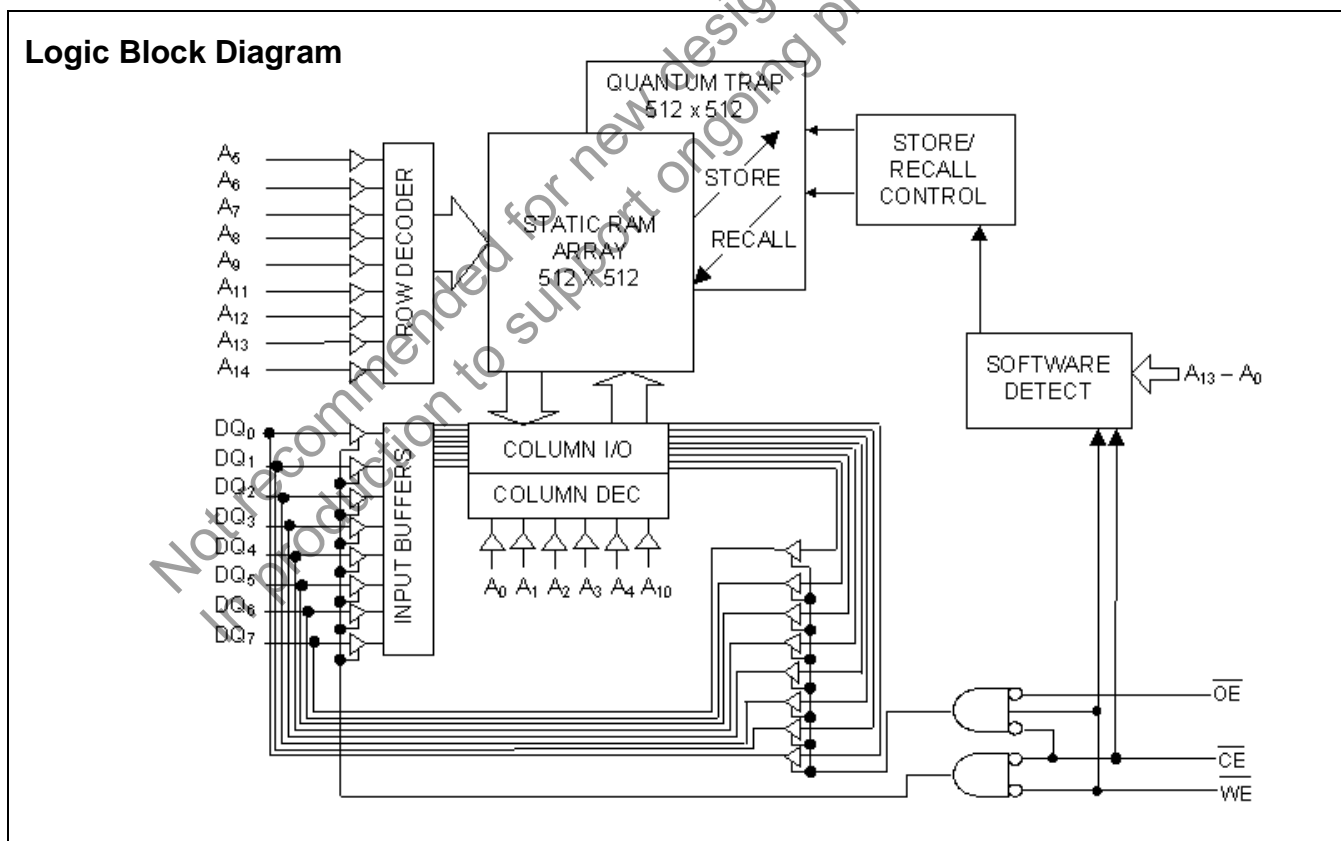 Logic Block Diagram
QUANTUM TRAP
512 x 512
STORE
RECALL
STATIC RAM
ARRAY
512 X 512
STORE/
RECALL
CONTROL
SOFTWARE
DETECT
A13 – A0
A5
A6
A7
A8
A9
A11
A12
A13
A14
ROW DECODER
DQ0
DQ1
DQ2
DQ3
DQ4
DQ5
DQ6
DQ7
INPUT BUFFERS
COLUMN I/O
COLUMN DEC
A0 A1 A2 A3 A4 A10
OE
CE
WE
Not recommended for new desig
In production to support ongoing pr